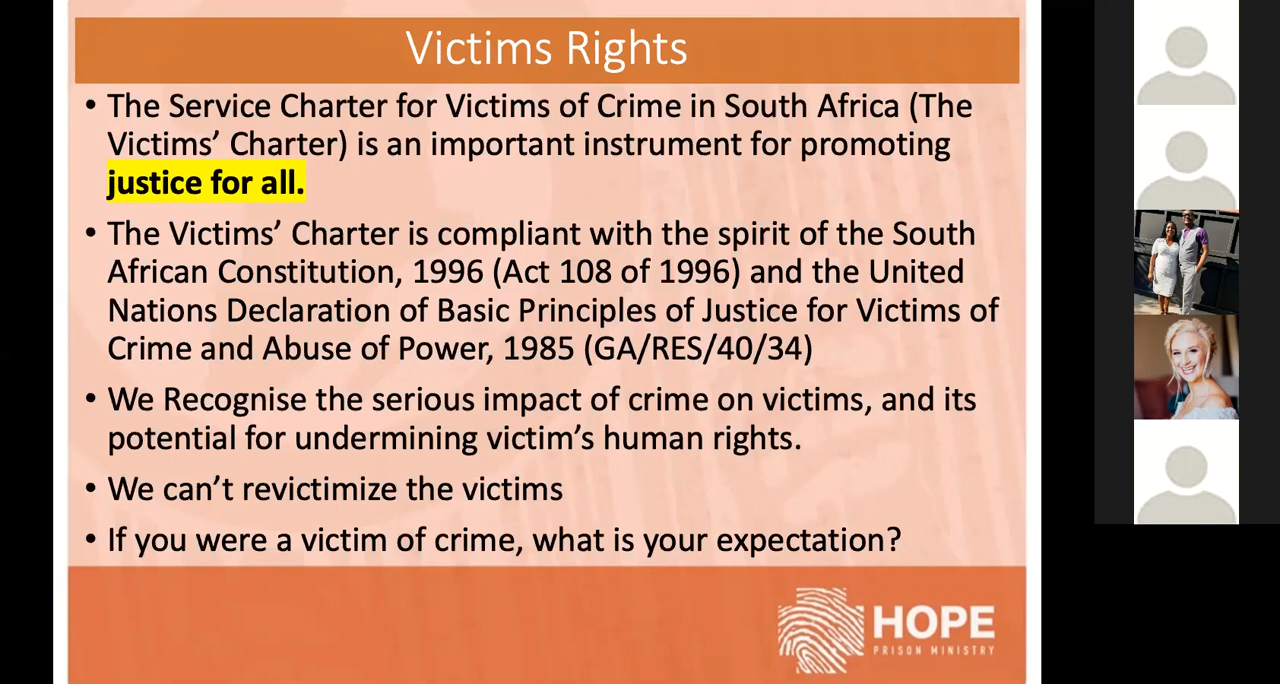 Victims Rights
• The Service Charter for Victims of Crime in South Africa (The
Victims’ Charter) is an important instrument for promoting
justice for all.
• The Victims’ Charter is compliant with the spirit of the South
African Constitution, 1996 (Act 108 of 1996) and the United
Nations Declaration of Basic Principles of Justice for Victims of
Crime and Abuse of Power, 1985 (GA/RES/40/34)
• We Recognise the serious impact of crime on victims, and its
potential for undermining victim’s human rights.
• We can’t revictimize the victims
• If you were a victim of crime, what is your expectation?
HOPE
PRISON MINISTRY